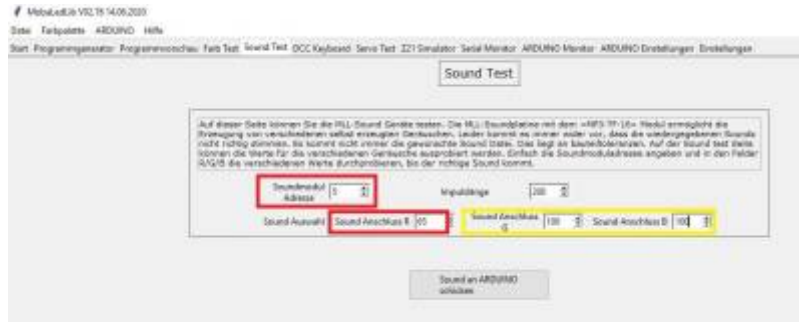 MobaLedLib V02.18 14.06.2020
Datei Farbpalette ARDUINO Hilfe
Start Programmgenerator Programmvorschau Farb Test Sound Test DCC Keyboard Servo Test Z21 Simulator Serial Monitor ARDUINO Monitor ARDUINO Einstellungen Einstellungen
Sound Test
Auf dieser Seite können Sie die MLL-Sound Geräte testen. Die MLL-Soundplatine mit dem »MP3-TF-16« Modul ermöglicht die
Erzeugung von verschiedenen selbst erzeugten Geräuschen. Leider kommt es immer wider vor, dass die wiedergegebenen Sounds
nicht richtig stimmen. Es kommt nicht immer die gewünschte Sound Datei. Dies liegt an Bauteiltoleranzen. Auf der Sound test Seite
können die Werte für die verschiedenen Geräusche ausprobiert werden. Einfach die Soundmoduladresse angeben und in den Felder
R/G/B die verschiedenen Werte durchprobieren, bis der richtige Sound kommt.
Soundmodul
Adresse
Impulslänge 200
Sound Auswahl Sound Anschluss R 65 Sound Anschluss
G 100 Sound Anschluss B 100
Sound an ARDUINO
schicken